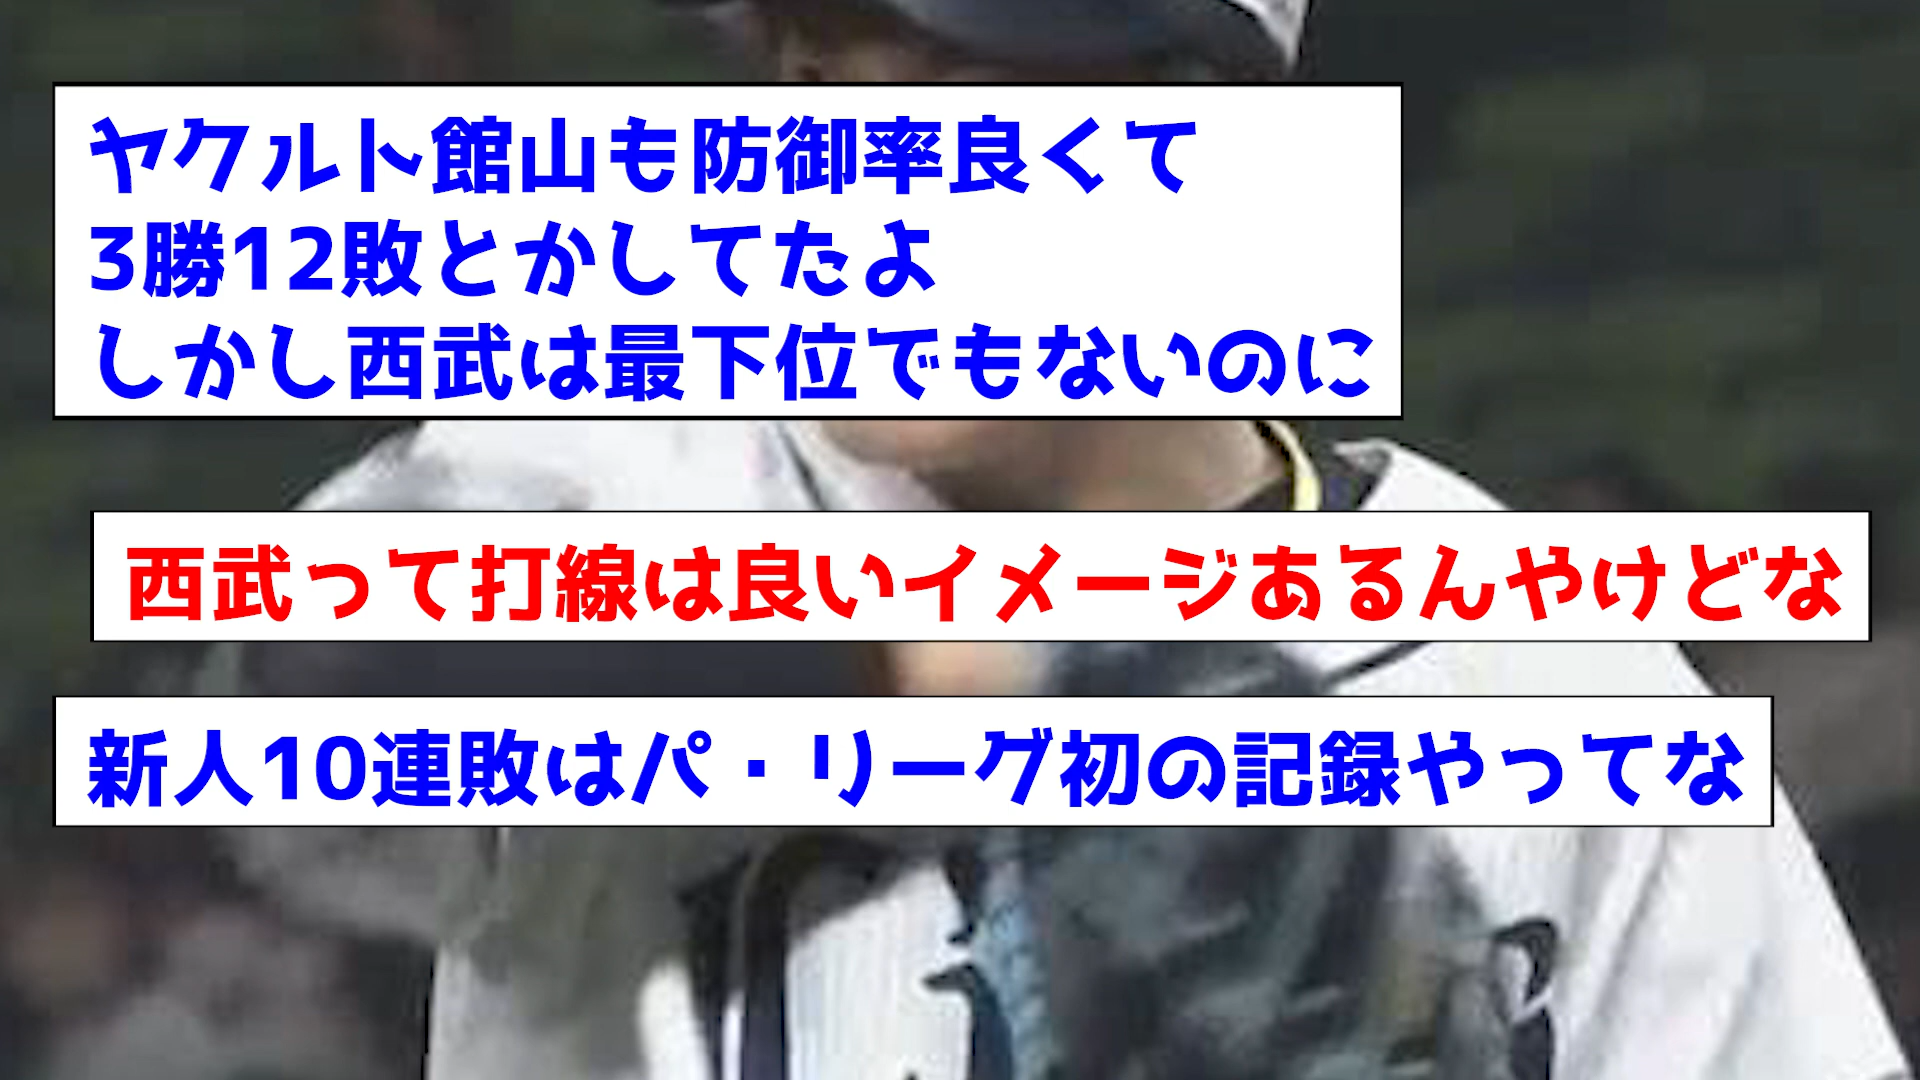 ヤクルト館山も防御率良くて
3勝12敗とかしてたよ
しかし西武は最下位でもないのに
西武って打線は良いイメージあるんやけどな
新人10連敗はパ・リーグ初の記録やってな